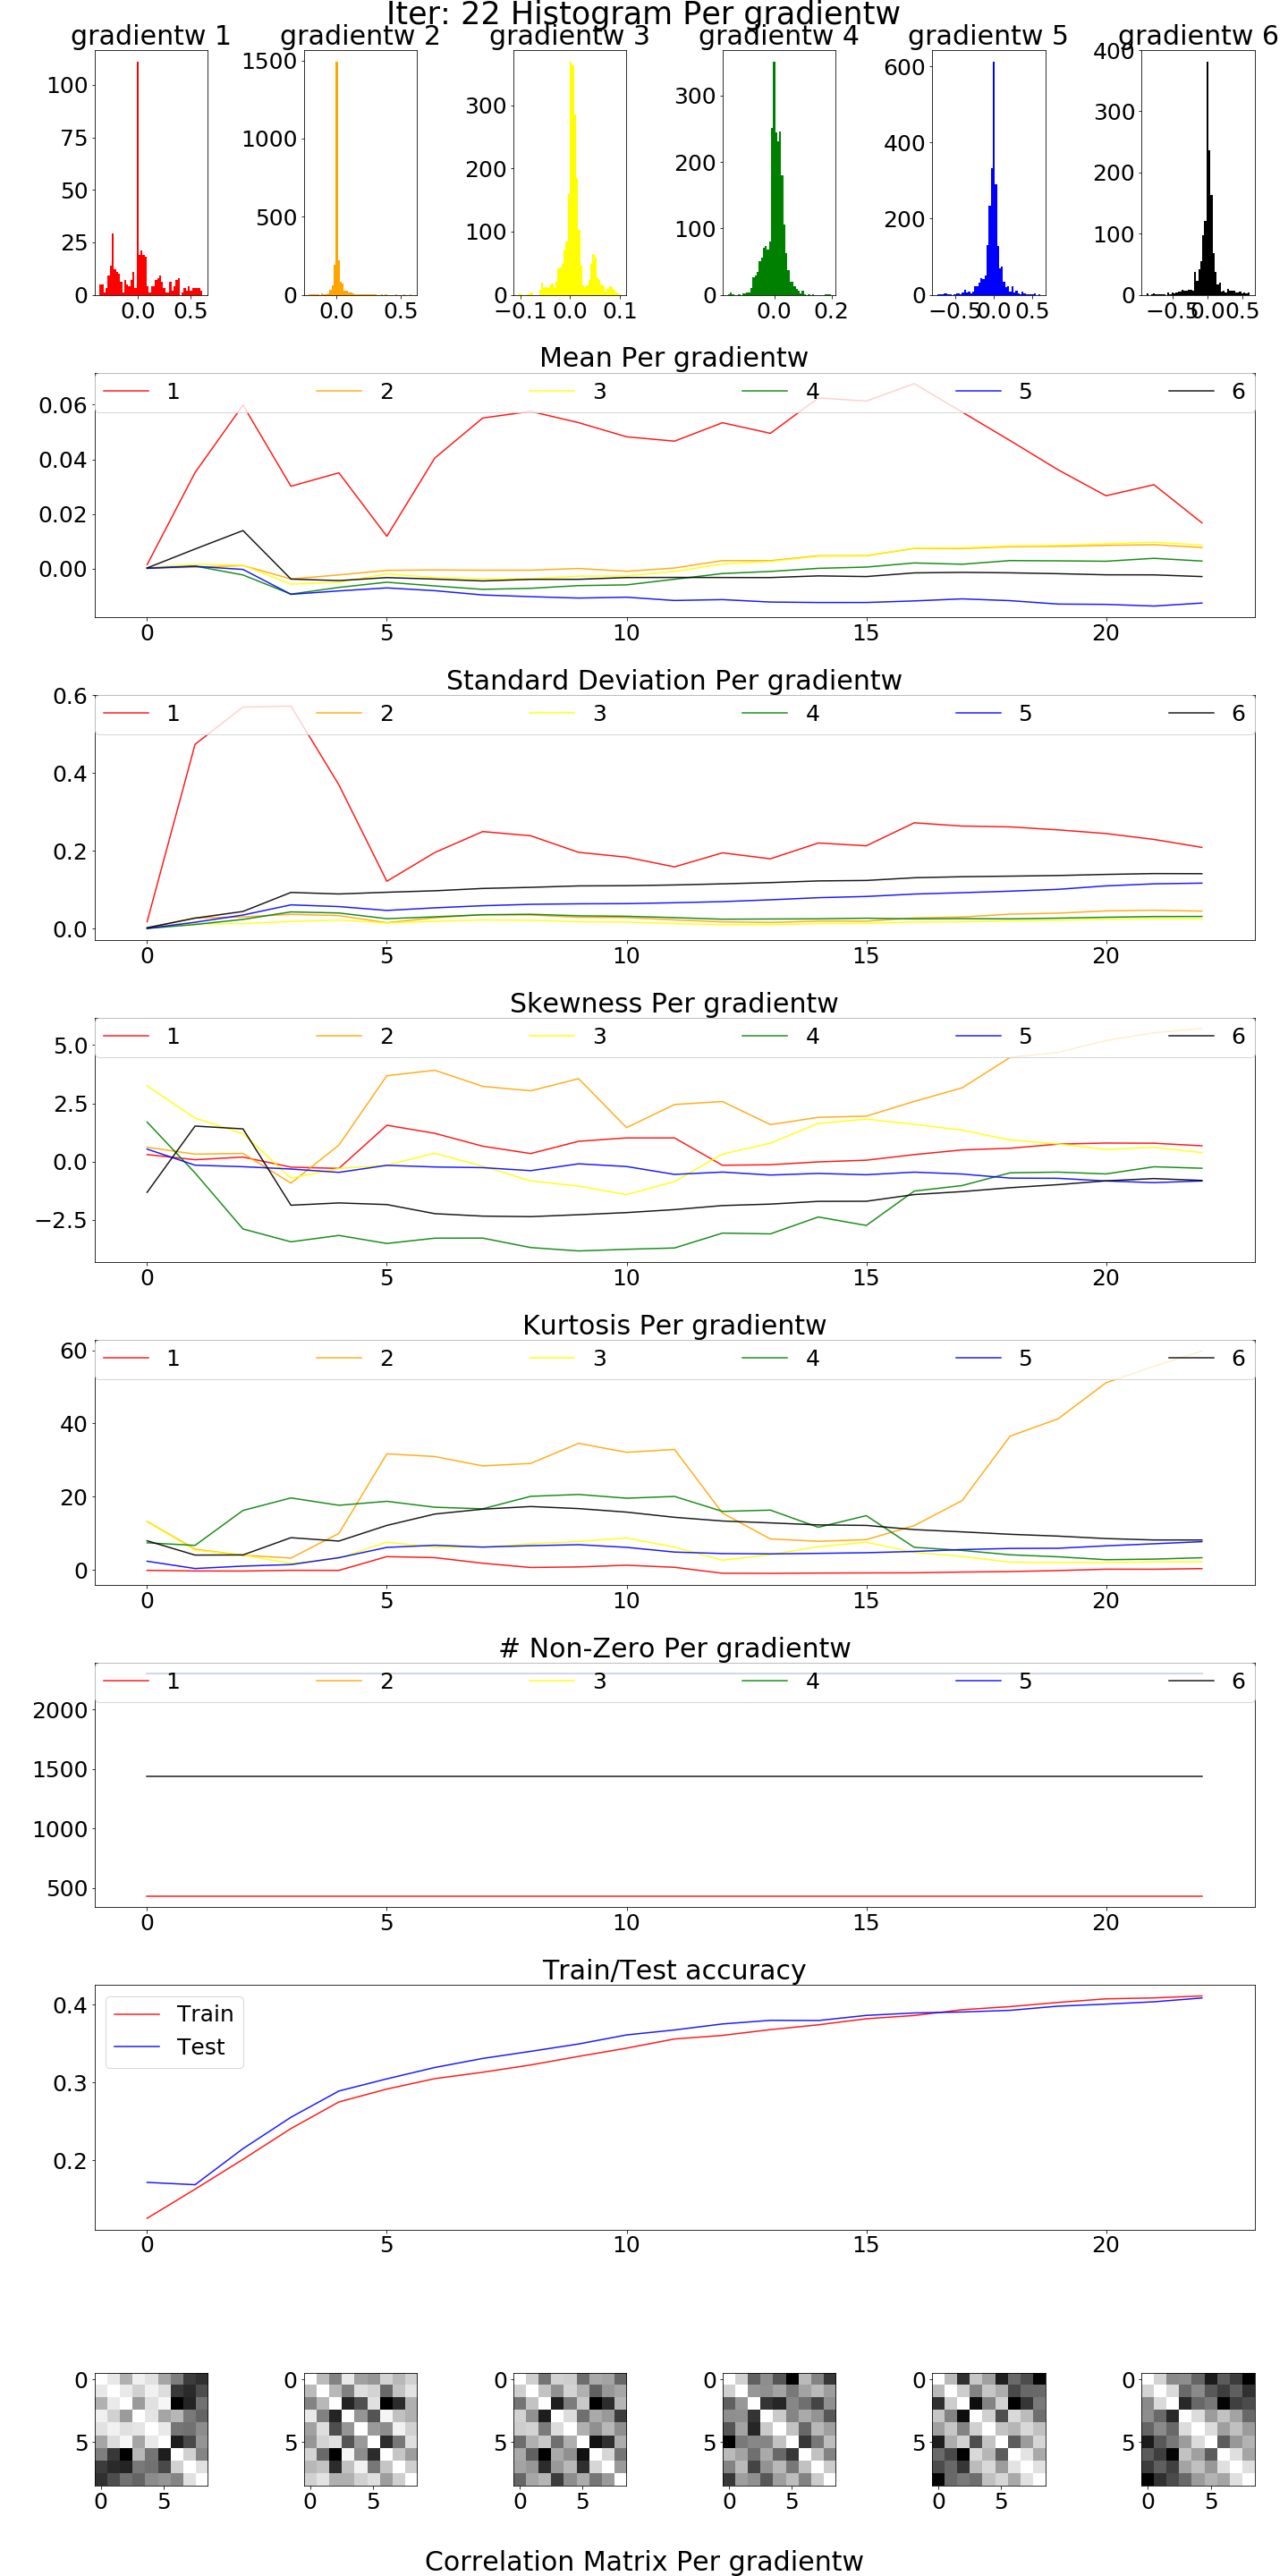 Iter: 22 Histogram Per gradientw
gradientw 1 gradientw 2 gradientw 3 gradientw 4 gradientw 5 gradientw 6
100 75 50 25 0
0.0 0.5
1500 1000 500 0
0.0 0.5
300 200 100 0
−0.1 0.0 0.1
300 200 100 0
0.0 0.2
600 400 200 0
−0.5 0.0 0.5
400 300 200 100 0
−0.5 0.0 0.5
Mean Per gradientw
1 2 3 4 5 6
0.06
0.04
0.02
0.00
0 5 10 15 20
Standard Deviation Per gradientw
0.6
1 2 3 4 5 6
0.4
0.2
0.0
0 5 10 15 20
Skewness Per gradientw
1 2 3 4 5 6
5.0
2.5
0.0
−2.5
0 5 10 15 20
Kurtosis Per gradientw
1 2 3 4 5 6
60
40
20
0
0 5 10 15 20
# Non-Zero Per gradientw
1 2 3 4 5 6
2000
1500
1000
500
0 5 10 15 20
Train/Test accuracy
Train
Test
0.4
0.3
0.2
0 5 10 15 20
0 0 0 0 0 0
5 5 5 5 5 5
0 5 0 5 0 5 0 5 0 5 0 5
Correlation Matrix Per gradientw